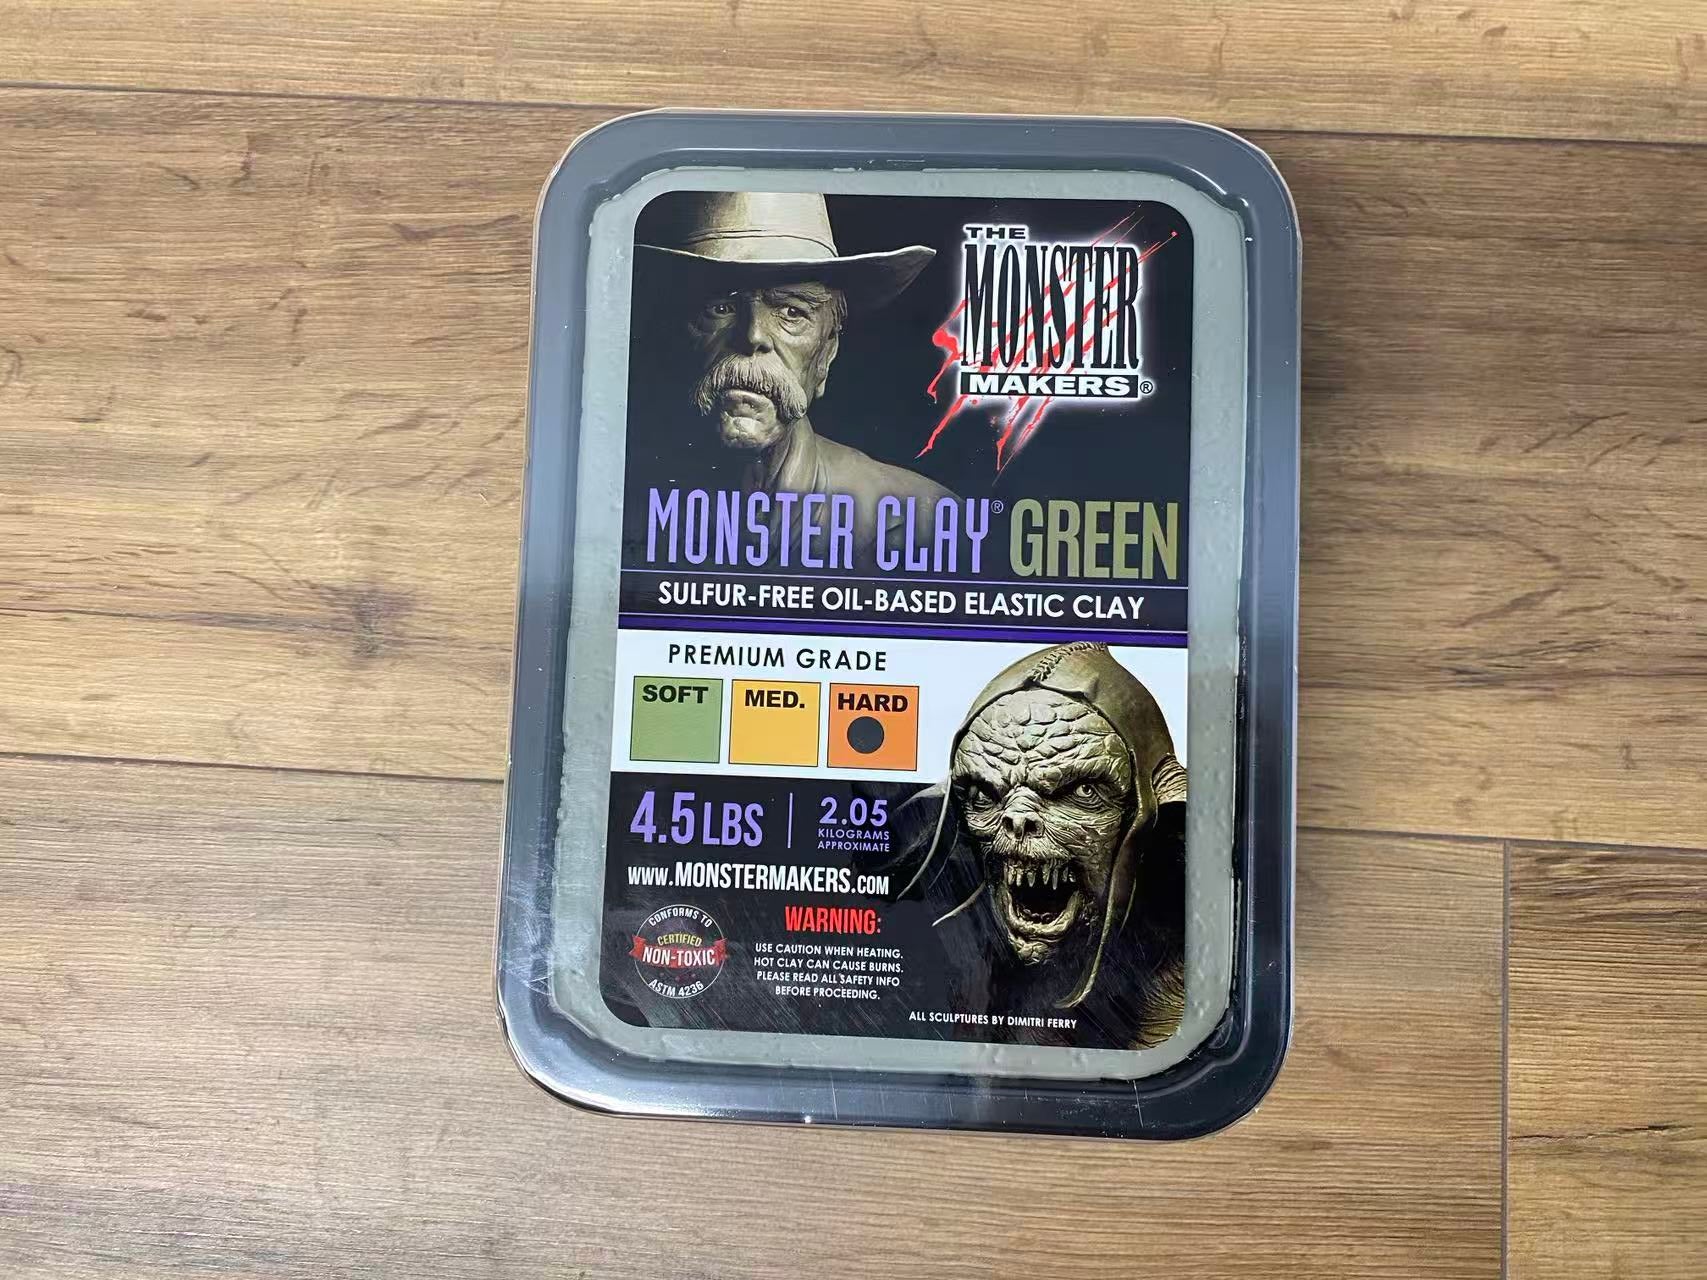 THE
MONSTER
MAKERS®
MONSTER CLAY® GREEN
SULFUR-FREE OIL-BASED ELASTIC CLAY
PREMIUM GRADE
SOFT MED. HARD
4.5 LBS | 2.05
KILOGRAMS
APPROXIMATE
WWW.MONSTERMAKERS.COM
CONFORMS TO
CERTIFIED
NON-TOXIC
ASTM 4236
WARNING:
USE CAUTION WHEN HEATING.
HOT CLAY CAN CAUSE BURNS.
PLEASE READ ALL SAFETY INFO
BEFORE PROCEEDING.
ALL SCULPTURES BY DIMITRI FERRY